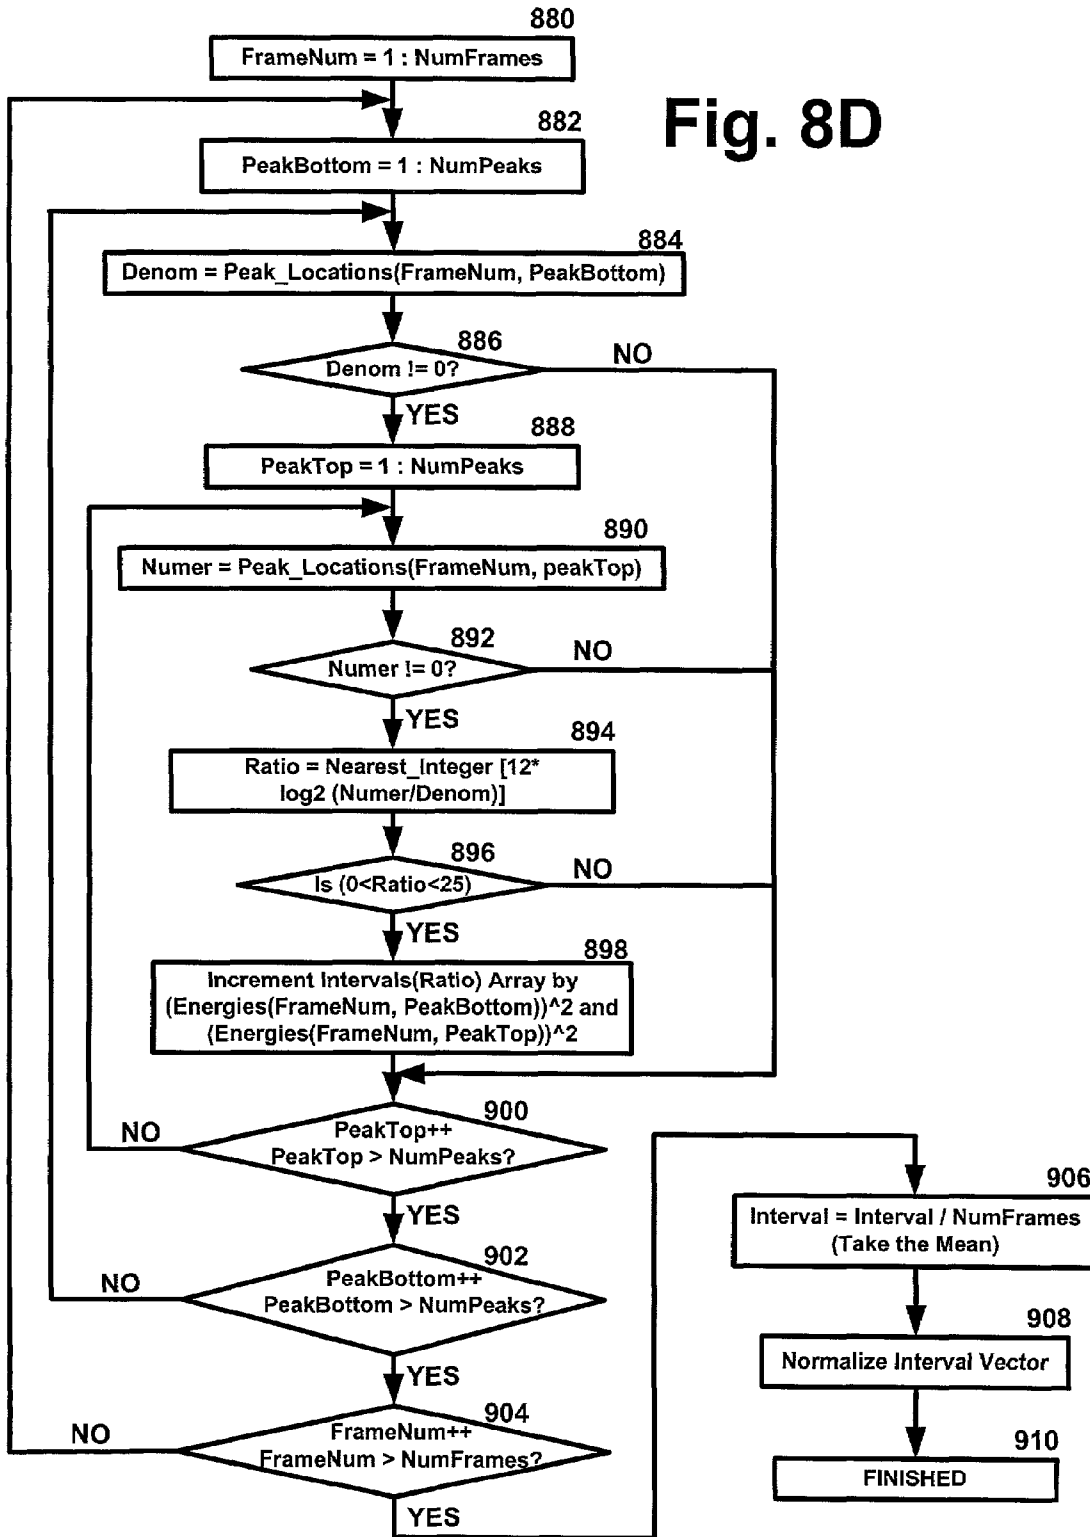 880
FrameNum = 1 : NumFrames
Fig. 8D
882
PeakBottom = 1 : NumPeaks
884
Denom = Peak_Locations(FrameNum, PeakBottom)
886
Denom != 0?
NO
YES
888
PeakTop = 1 : NumPeaks
890
Numer = Peak_Locations(FrameNum, peakTop)
892
Numer != 0?
NO
YES
894
Ratio = Nearest_Integer [12*
log2 (Numer/Denom)]
896
Is (0<Ratio<25)
NO
YES
898
Increment Intervals(Ratio) Array by
(Energies(FrameNum, PeakBottom))^2 and
(Energies(FrameNum, PeakTop))^2
900
PeakTop++
PeakTop > NumPeaks?
NO
YES
902
PeakBottom++
PeakBottom > NumPeaks?
NO
YES
904
FrameNum++
FrameNum > NumFrames?
NO
YES
906
Interval = Interval / NumFrames
(Take the Mean)
908
Normalize Interval Vector
910
FINISHED